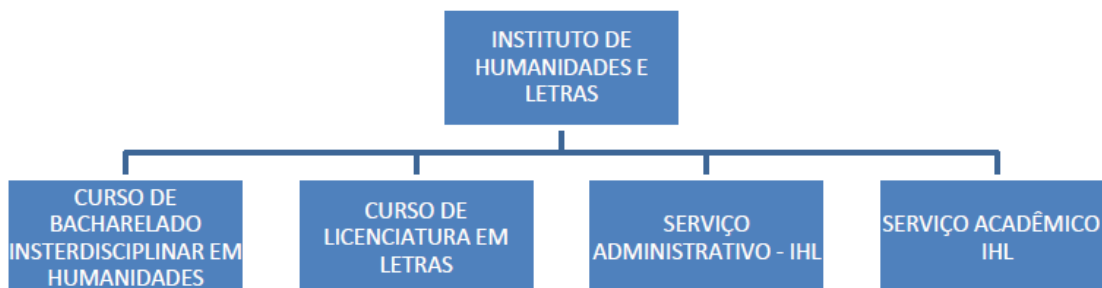 INSTITUTO DE
HUMANIDADES E
LETRAS
CURSO DE
BACHARELADO
INSTERDISCIPLINAR EM
HUMANIDADES
CURSO DE
LICENCIATURA EM
LETRAS
SERVIÇO
ADMINISTRATIVO - IHL
SERVIÇO ACADÊMICO
IHL